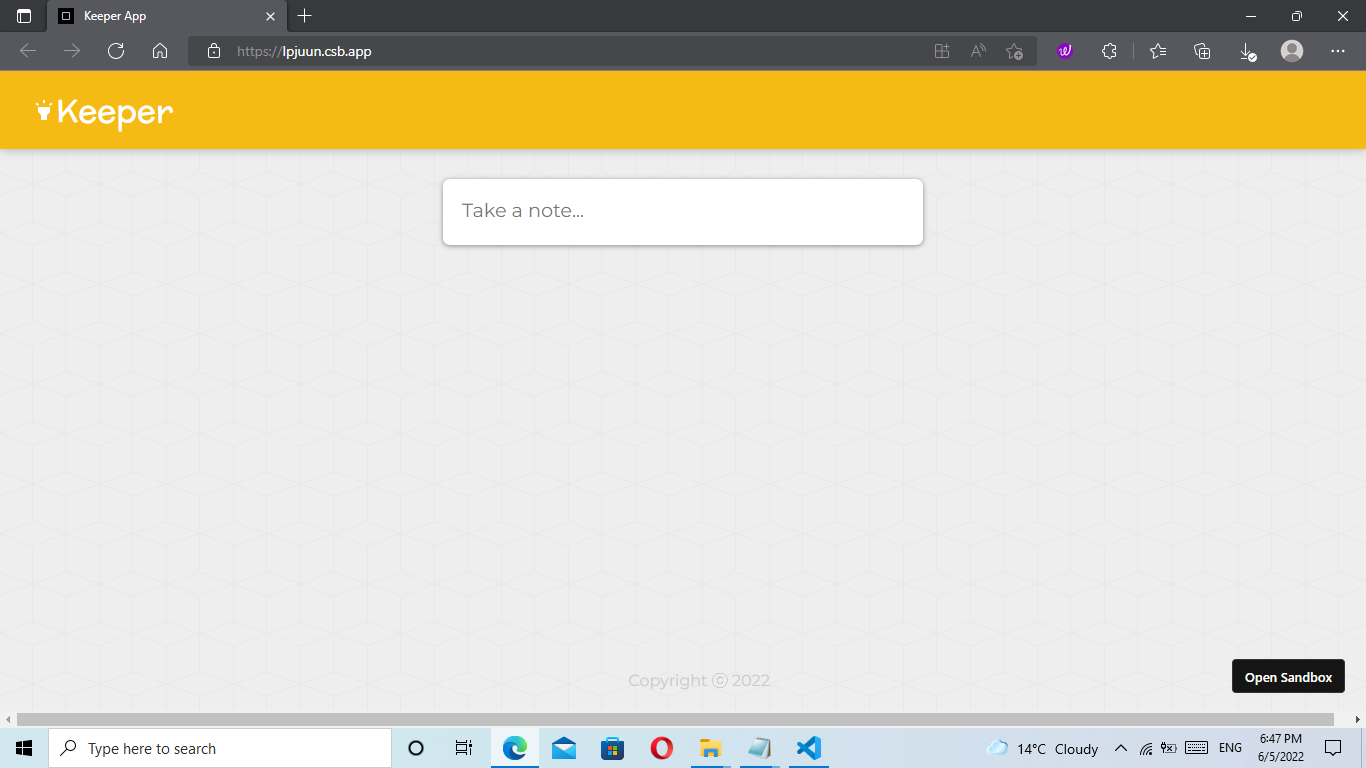 Keeper App
https://lpjuun.csb.app
Keeper
Take a note...
Copyright ⓒ 2022
Open Sandbox
Type here to search
14°C Cloudy
ENG
6:47 PM
6/5/2022